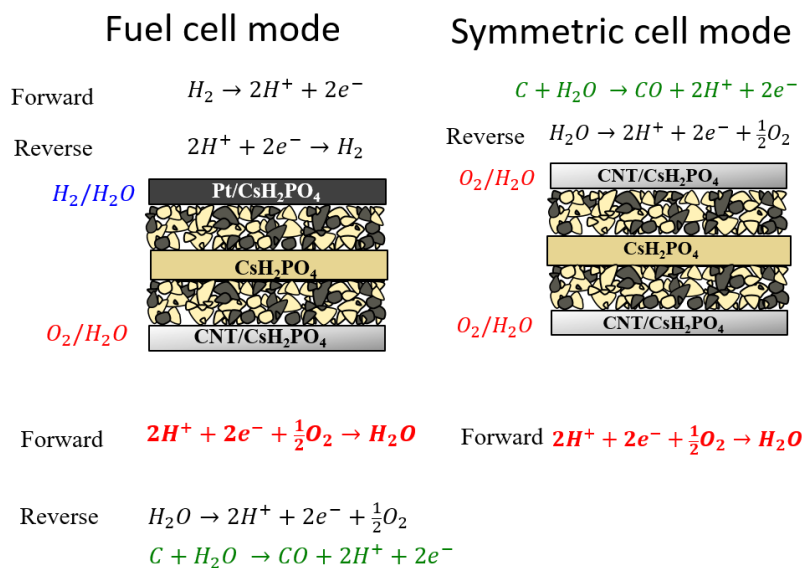 Fuel cell mode
Forward H₂ → 2H⁺ + 2e⁻
Reverse 2H⁺ + 2e⁻ → H₂
H₂/H₂O
Pt/CsH₂PO₄
CsH₂PO₄
O₂/H₂O
CNT/CsH₂PO₄
Forward 2H⁺ + 2e⁻ + ½O₂ → H₂O
Reverse H₂O → 2H⁺ + 2e⁻ + ½O₂
C + H₂O → CO + 2H⁺ + 2e⁻
Symmetric cell mode
C + H₂O → CO + 2H⁺ + 2e⁻
Reverse H₂O → 2H⁺ + 2e⁻ + ½O₂
O₂/H₂O
CNT/CsH₂PO₄
CsH₂PO₄
O₂/H₂O
CNT/CsH₂PO₄
Forward 2H⁺ + 2e⁻ + ½O₂ → H₂O